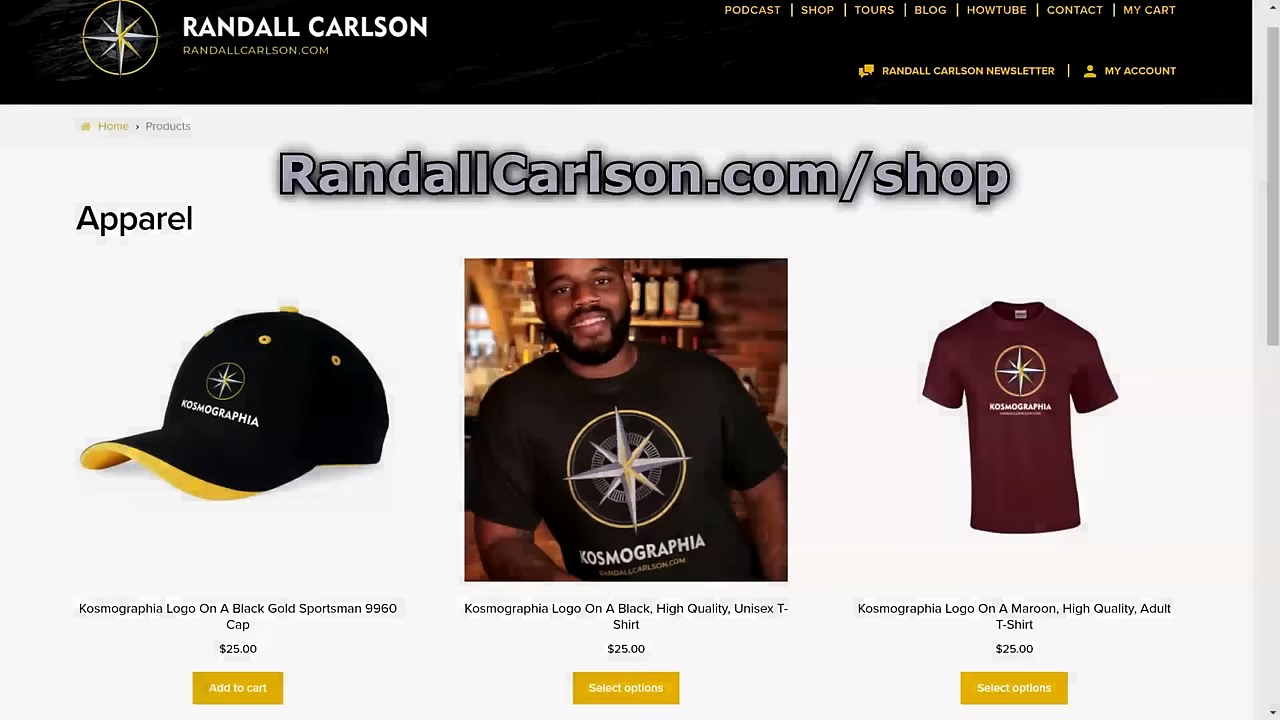 RANDALL CARLSON
RANDALLCARLSON.COM
PODCAST | SHOP | TOURS | BLOG | HOWTUBE | CONTACT | MY CART
RANDALL CARLSON NEWSLETTER | MY ACCOUNT
Home › Products
RandallCarlson.com/shop
Apparel
KOSMOGRAPHIA
KOSMOGRAPHIA
RANDALLCARLSON.COM
KOSMOGRAPHIA
Kosmographia Logo On A Black Gold Sportsman 9960
Cap
$25.00
Add to cart
Kosmographia Logo On A Black, High Quality, Unisex T-
Shirt
$25.00
Select options
Kosmographia Logo On A Maroon, High Quality, Adult
T-Shirt
$25.00
Select options